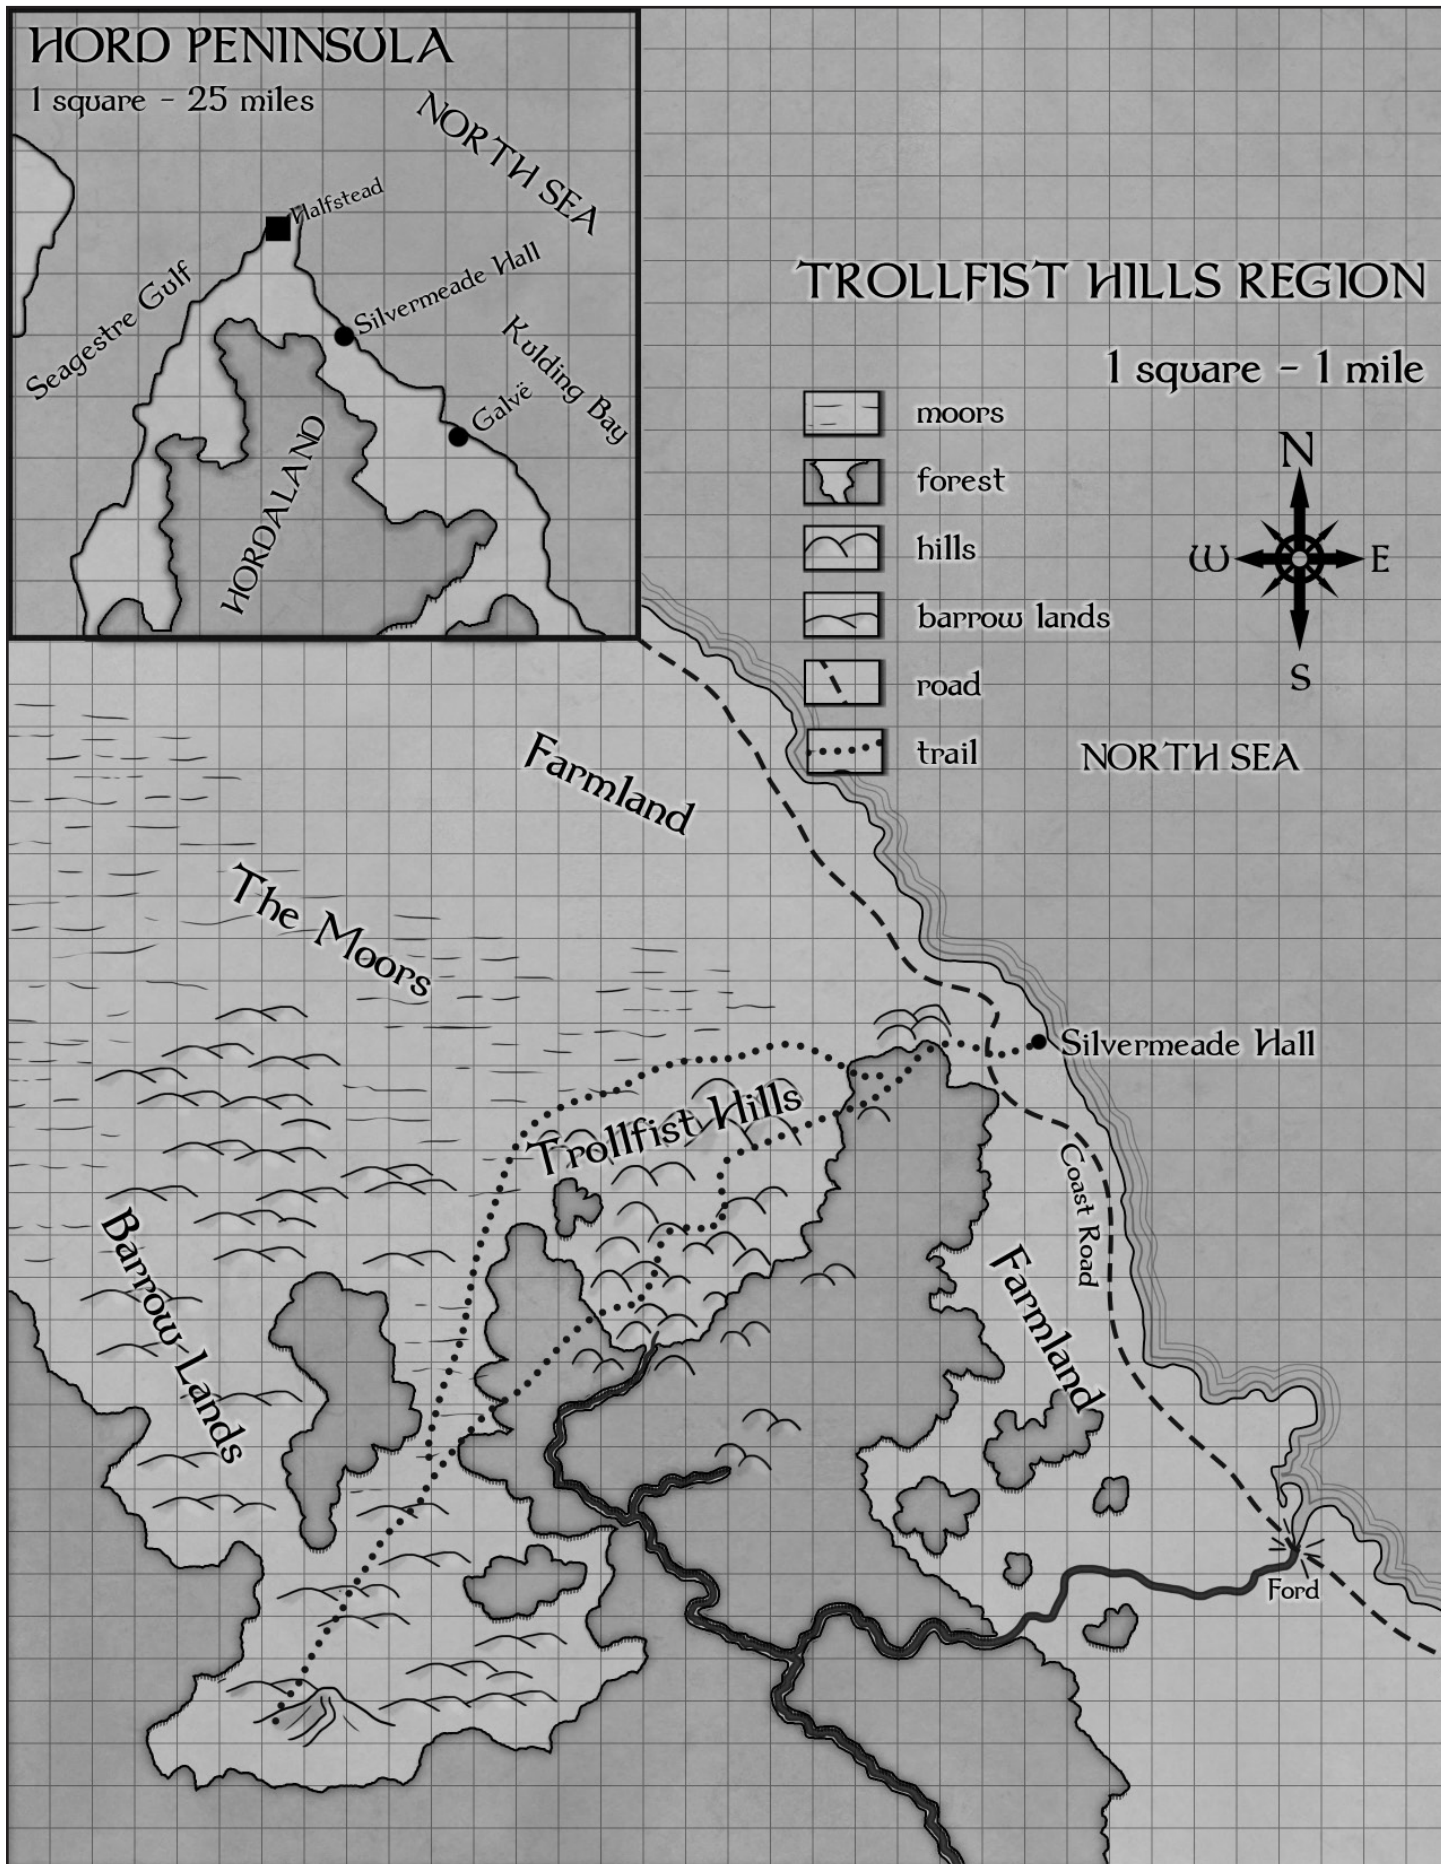 HORD PENINSULA
1 square - 25 miles
NORTH SEA
Halfstead
Seagestre Gulf
Silvermeade Hall
Kulding Bay
Galvë
HORDALAND
TROLLFIST HILLS REGION
1 square - 1 mile
moors
forest
hills
barrow lands
road
trail
N
W
E
S
NORTH SEA
Farmland
The Moors
Silvermeade Hall
Trollfist Hills
Coast Road
Barrow-Lands
Farmland
Ford